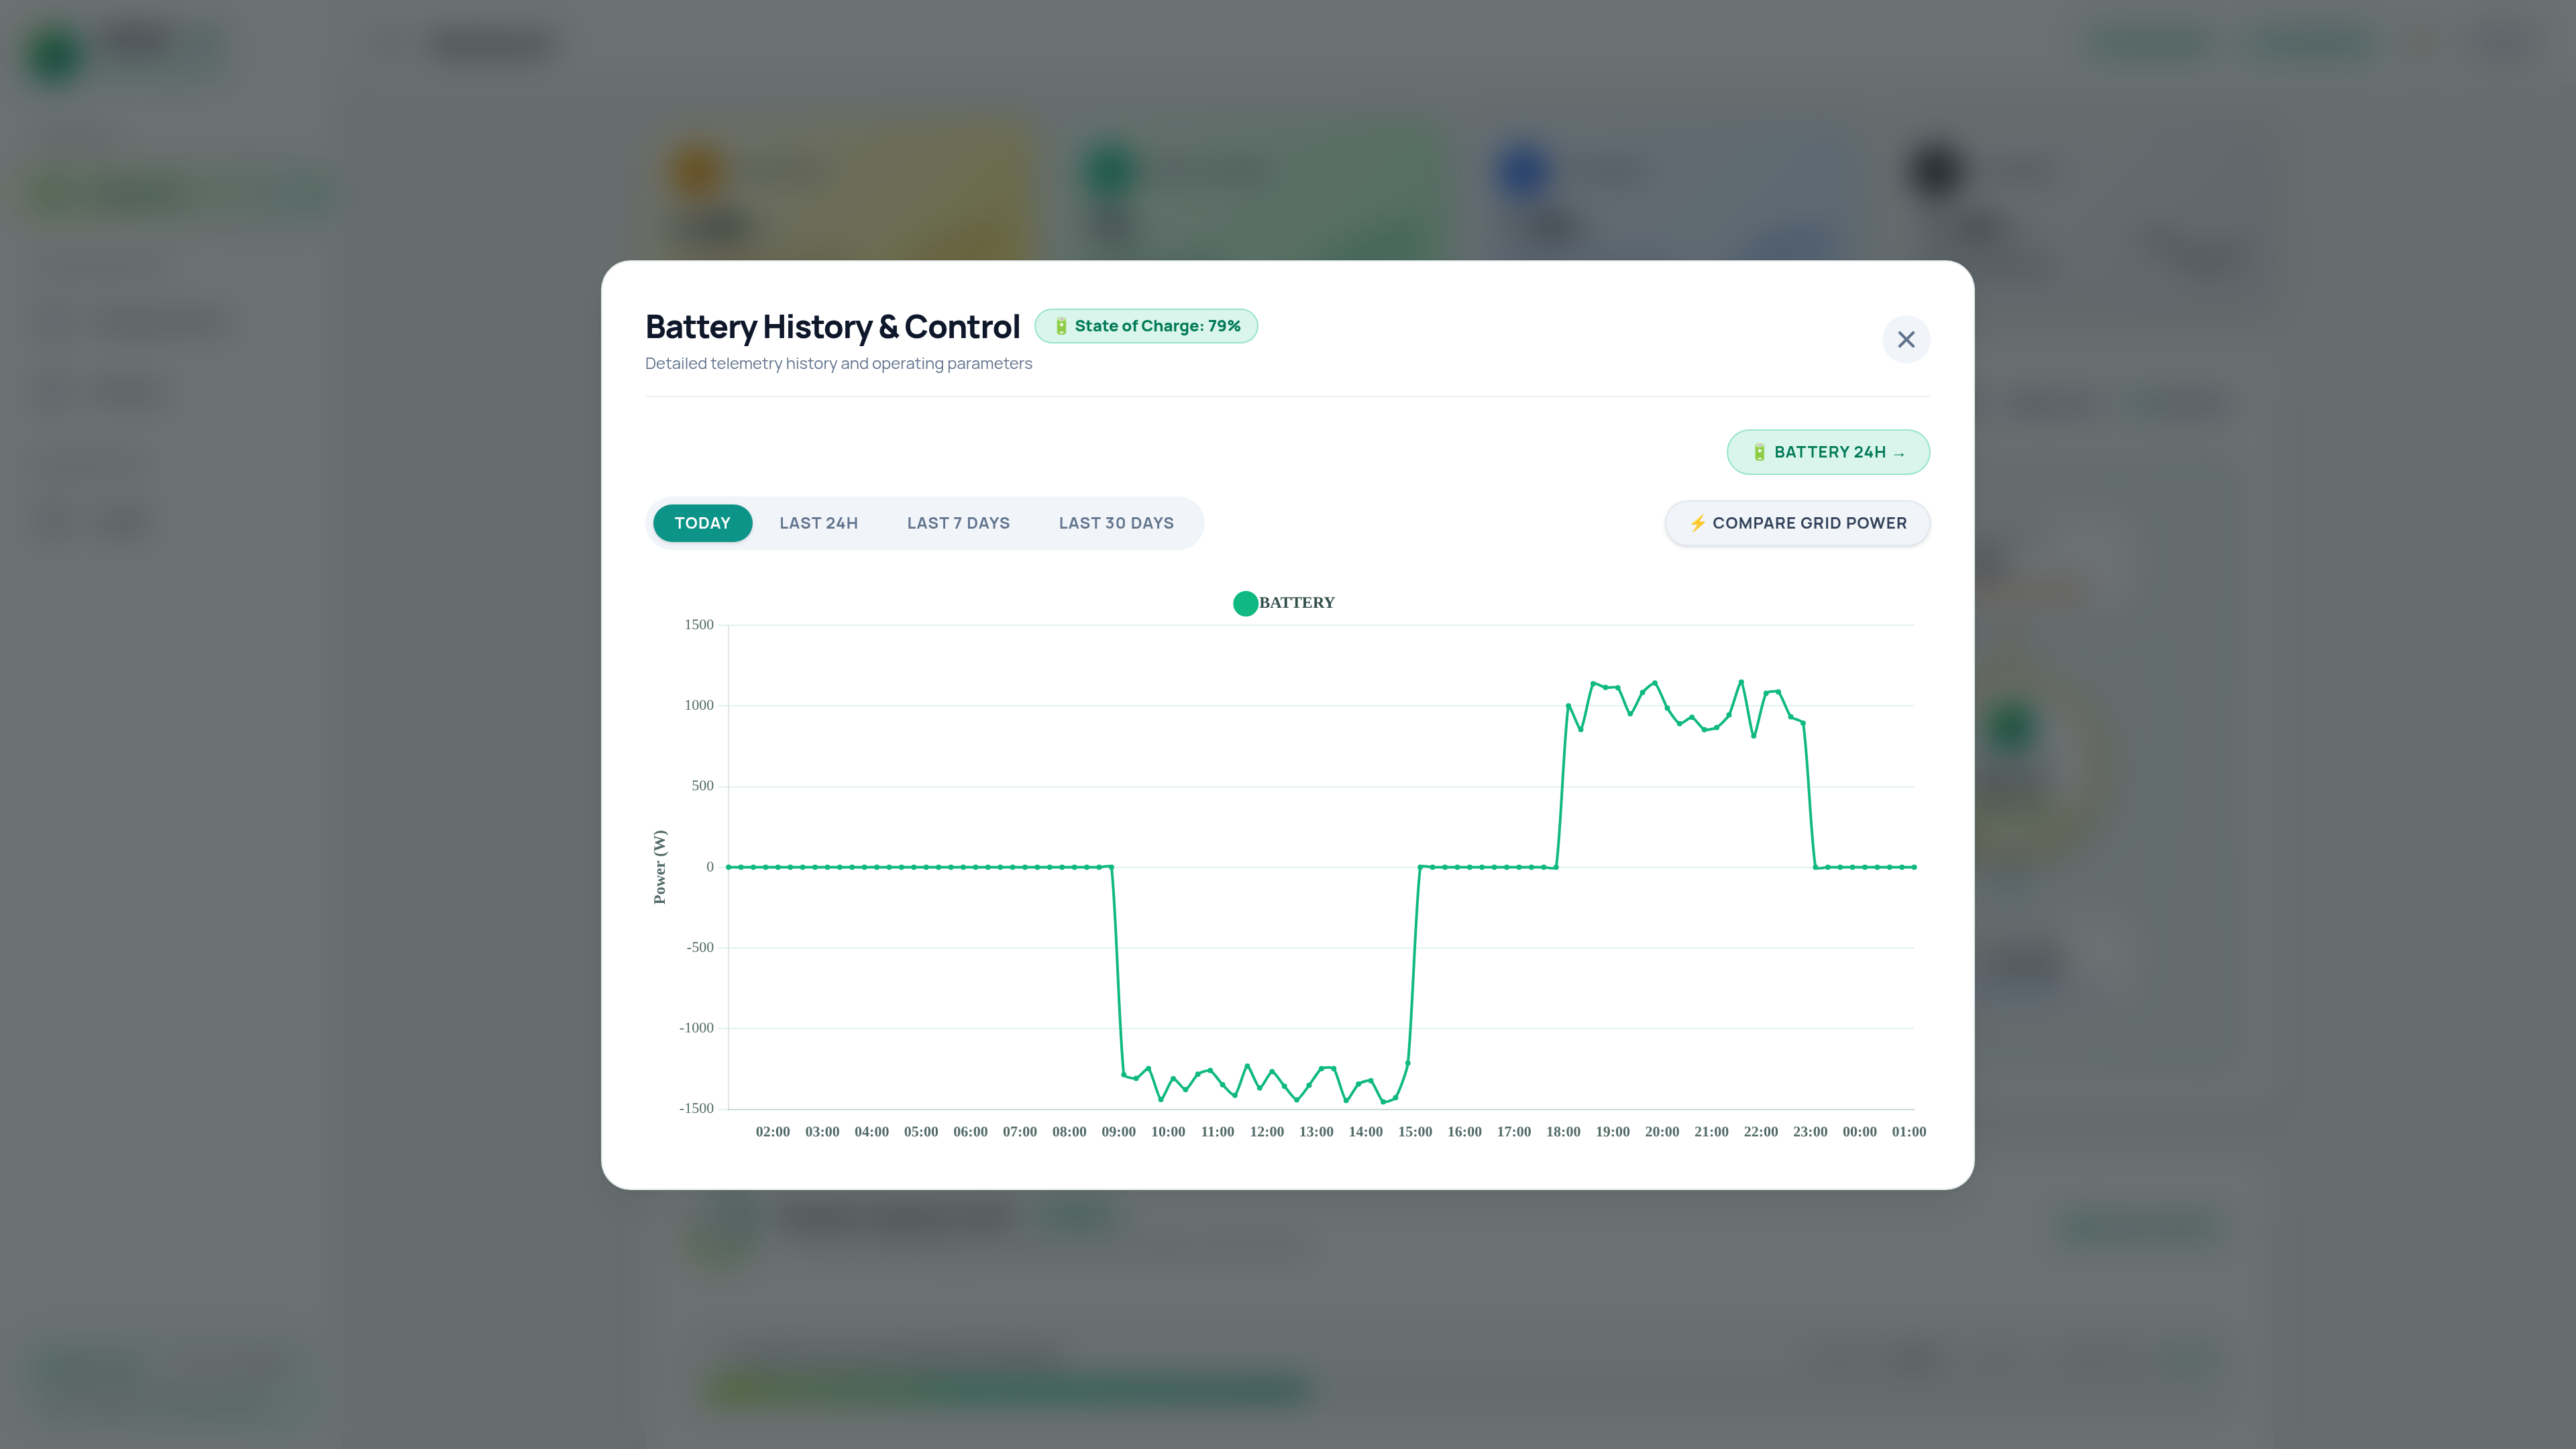 Battery History & Control
🔋 State of Charge: 79%
Detailed telemetry history and operating parameters
🔋 BATTERY 24H →
TODAY LAST 24H LAST 7 DAYS LAST 30 DAYS
⚡ COMPARE GRID POWER
BATTERY
1500
1000
500
0
-500
-1000
-1500
Power (W)
02:00 03:00 04:00 05:00 06:00 07:00 08:00 09:00 10:00 11:00 12:00 13:00 14:00 15:00 16:00 17:00 18:00 19:00 20:00 21:00 22:00 23:00 00:00 01:00